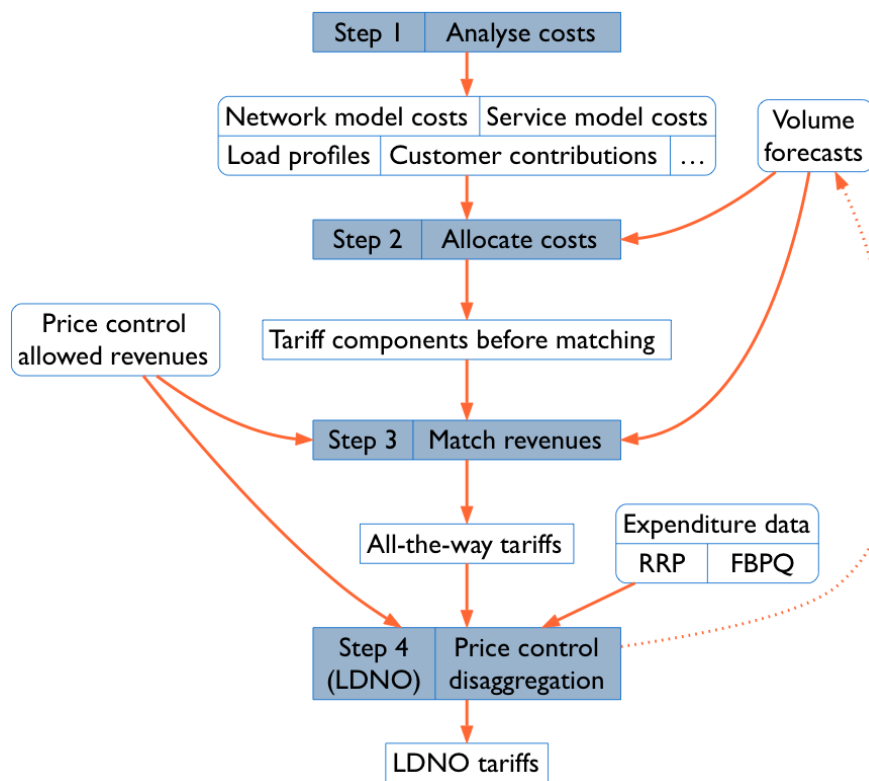 Step 1 Analyse costs
Network model costs Service model costs
Load profiles Customer contributions …
Volume
forecasts
Step 2 Allocate costs
Price control
allowed revenues
Tariff components before matching
Step 3 Match revenues
All-the-way tariffs
Expenditure data
RRP FBPQ
Step 4
(LDNO)
Price control
disaggregation
LDNO tariffs